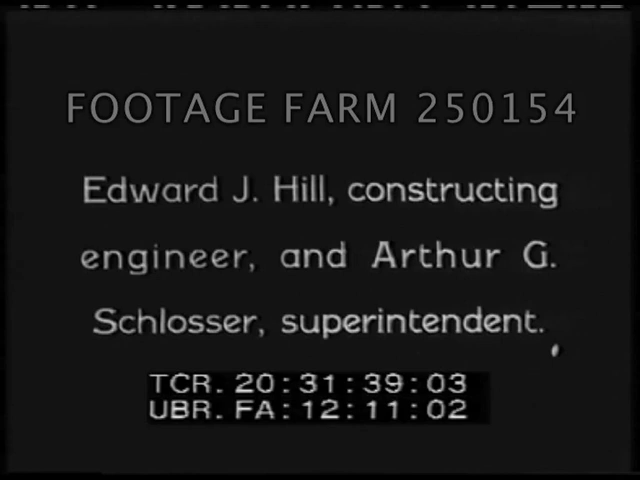 FOOTAGE FARM 250154
Edward J. Hill, constructing
engineer, and Arthur G.
Schlosser, superintendent.
TCR. 20:31:39:03
UBR. FA:12:11:02